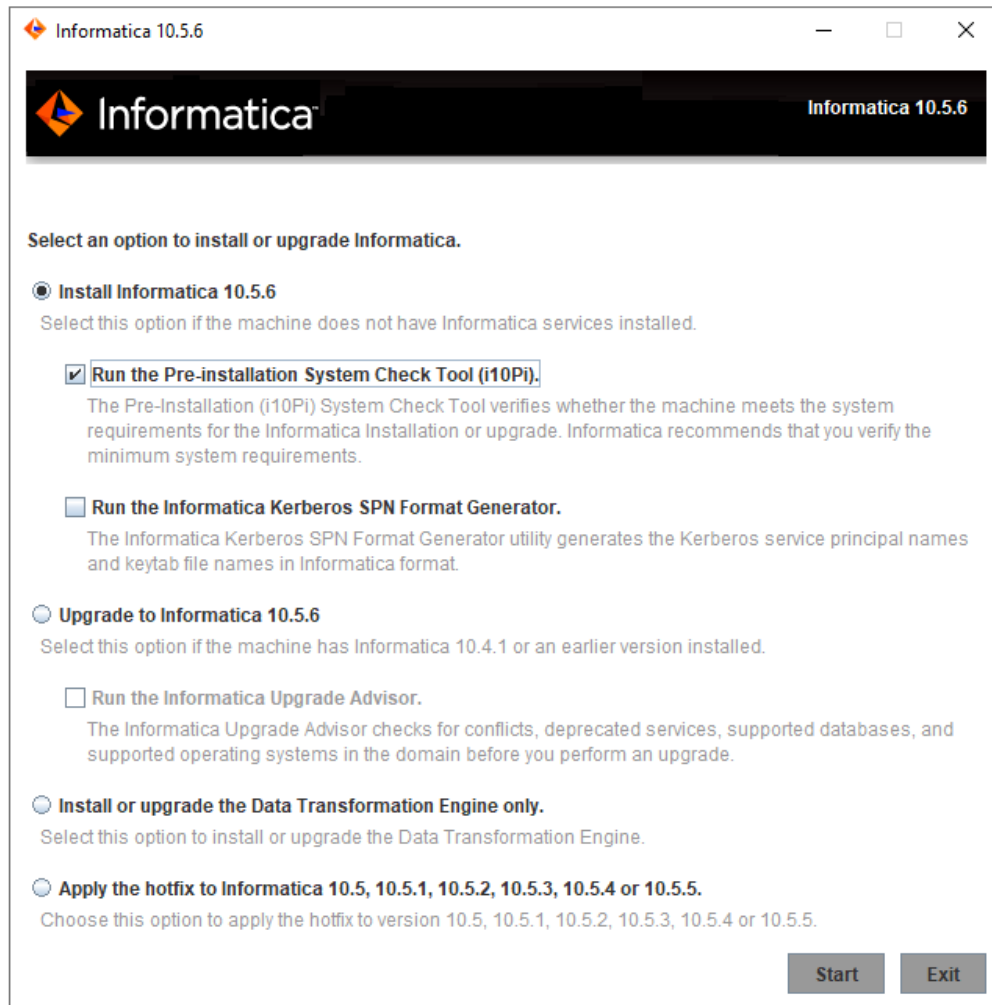 Informatica 10.5.6
Informatica
Informatica 10.5.6
Select an option to install or upgrade Informatica.
Install Informatica 10.5.6
Select this option if the machine does not have Informatica services installed.
Run the Pre-installation System Check Tool (i10Pi).
The Pre-Installation (i10Pi) System Check Tool verifies whether the machine meets the system
requirements for the Informatica Installation or upgrade. Informatica recommends that you verify the
minimum system requirements.
Run the Informatica Kerberos SPN Format Generator.
The Informatica Kerberos SPN Format Generator utility generates the Kerberos service principal names
and keytab file names in Informatica format.
Upgrade to Informatica 10.5.6
Select this option if the machine has Informatica 10.4.1 or an earlier version installed.
Run the Informatica Upgrade Advisor.
The Informatica Upgrade Advisor checks for conflicts, deprecated services, supported databases, and
supported operating systems in the domain before you perform an upgrade.
Install or upgrade the Data Transformation Engine only.
Select this option to install or upgrade the Data Transformation Engine.
Apply the hotfix to Informatica 10.5, 10.5.1, 10.5.2, 10.5.3, 10.5.4 or 10.5.5.
Choose this option to apply the hotfix to version 10.5, 10.5.1, 10.5.2, 10.5.3, 10.5.4 or 10.5.5.
Start
Exit